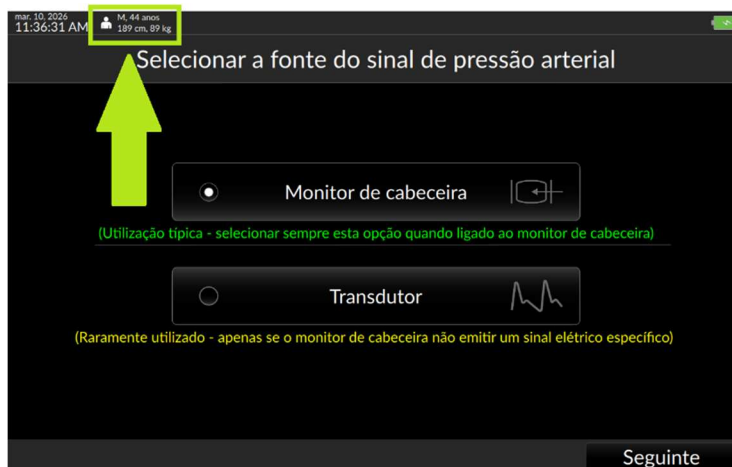 mar. 10, 2026
11:36:31 AM
M, 44 anos
189 cm, 89 kg
Selecionar a fonte do sinal de pressão arterial
Monitor de cabeceira
(Utilização típica - selecionar sempre esta opção quando ligado ao monitor de cabeceira)
Transdutor
(Raramente utilizado - apenas se o monitor de cabeceira não emitir um sinal elétrico específico)
Seguinte